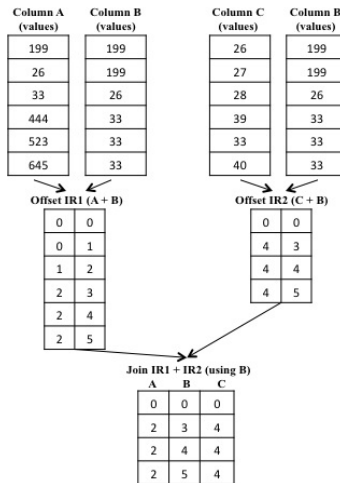 Column A Column B Column C Column B
(values) (values) (values) (values)
199 199 26 199
26 199 27 199
33 26 28 26
444 33 39 33
523 33 33 33
645 33 40 33
Offset IR1 (A + B) Offset IR2 (C + B)
0 0 0 0
0 1 4 3
1 2 4 4
2 3 4 5
2 4
2 5
Join IR1 + IR2 (using B)
A B C
0 0 0
2 3 4
2 4 4
2 5 4